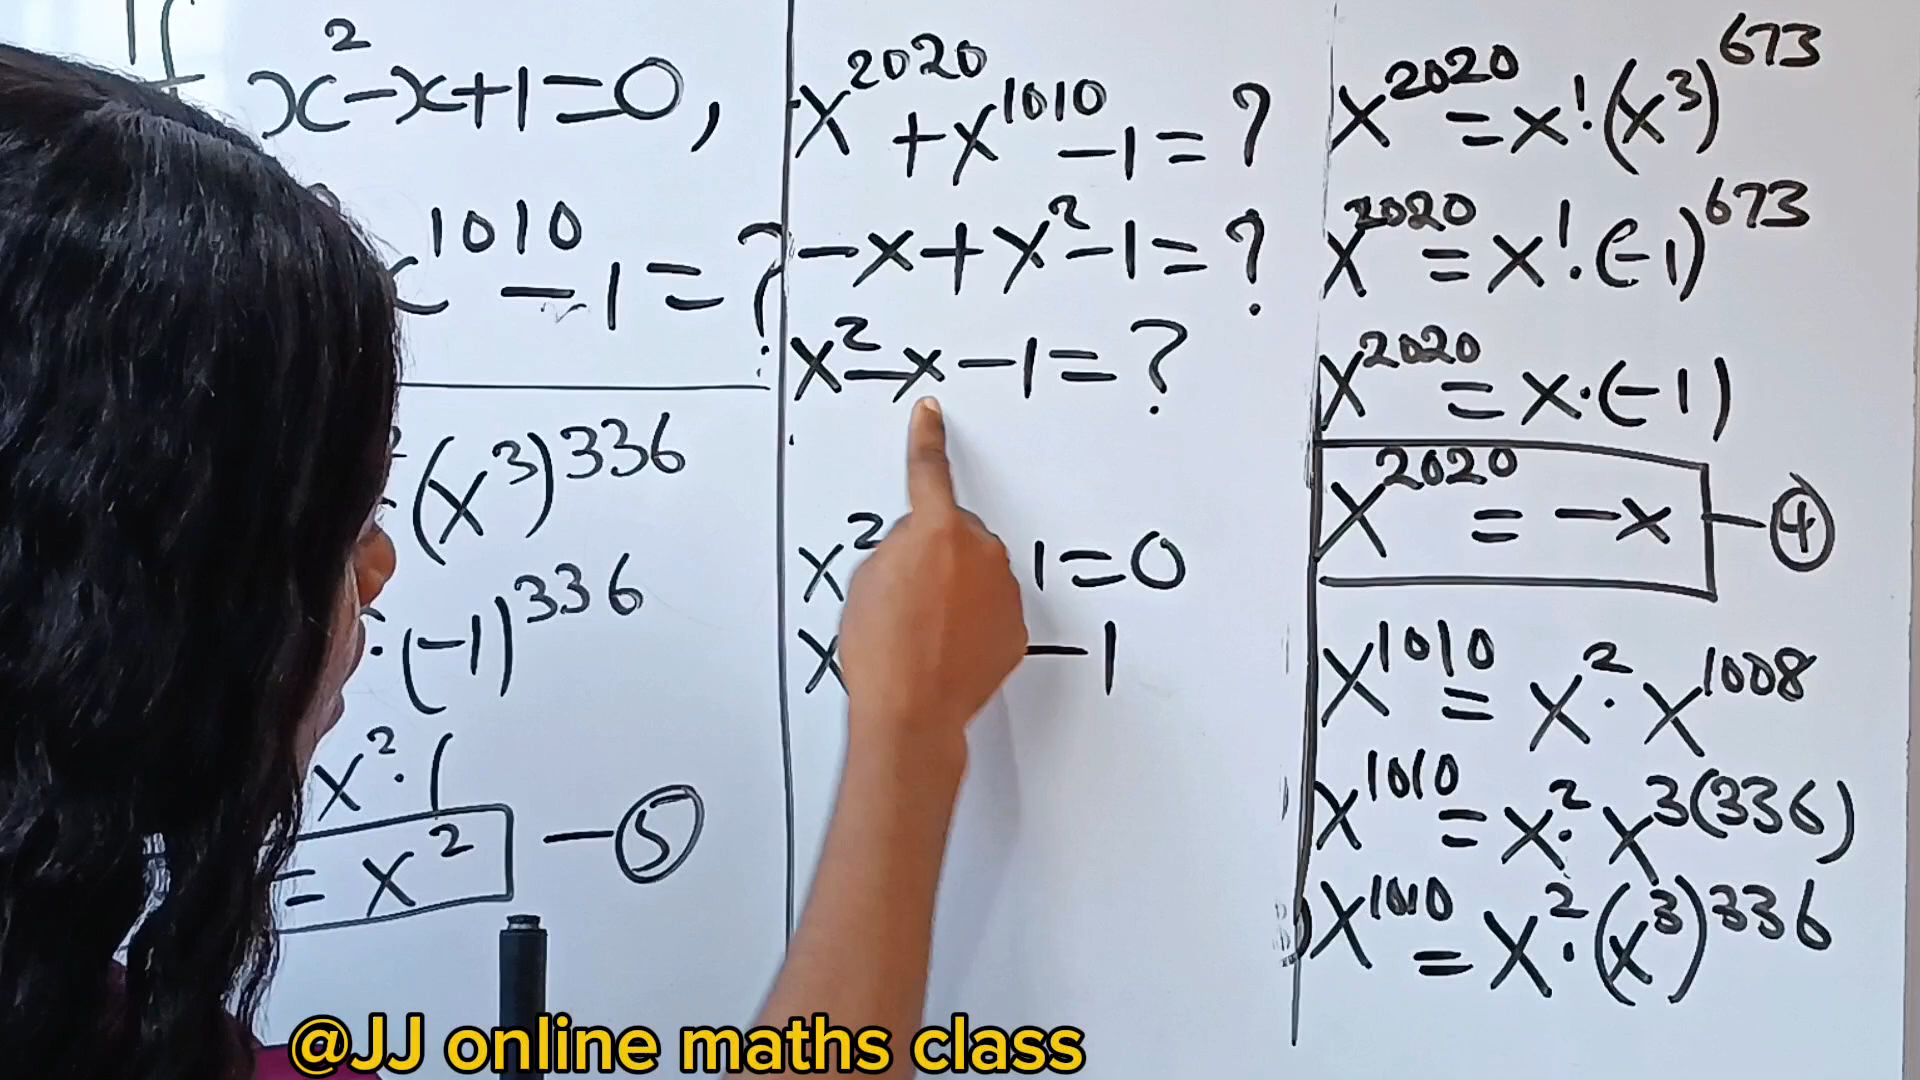 If x²-x+1=0,
x¹⁰¹⁰-1=?
(x³)³³⁶
·(-1)³³⁶
x²·1
=x² -⑤
x²⁰²⁰+x¹⁰¹⁰-1=?
-x+x²-1=?
x²-x-1=?
x² 1=0
x -1
x²⁰²⁰=x¹·(x³)⁶⁷³
x²⁰²⁰=x¹·(-1)⁶⁷³
x²⁰²⁰=x·(-1)
x²⁰²⁰=-x -④
x¹⁰¹⁰=x²·x¹⁰⁰⁸
x¹⁰¹⁰=x²·x³⁽³³⁶⁾
x¹⁰¹⁰=x²·(x³)³³⁶
@JJ online maths class